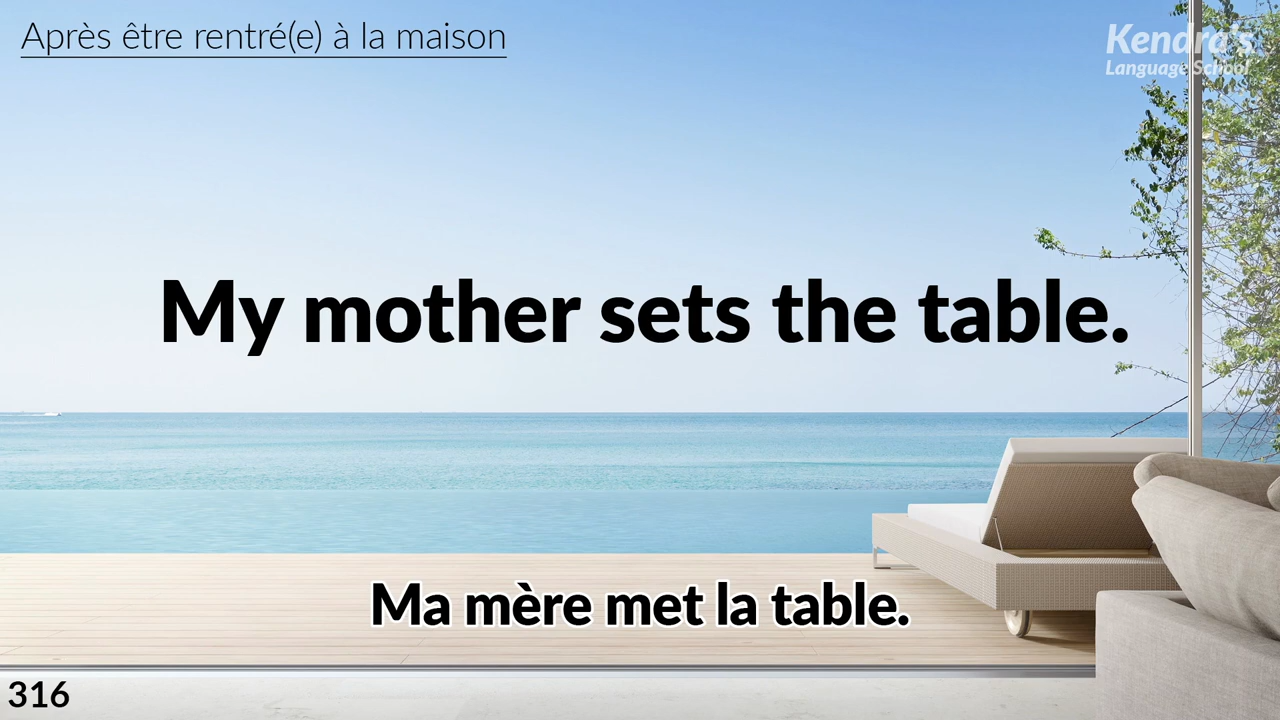 Après être rentré(e) à la maison
Kendra's
Language School
My mother sets the table.
Ma mère met la table.
316